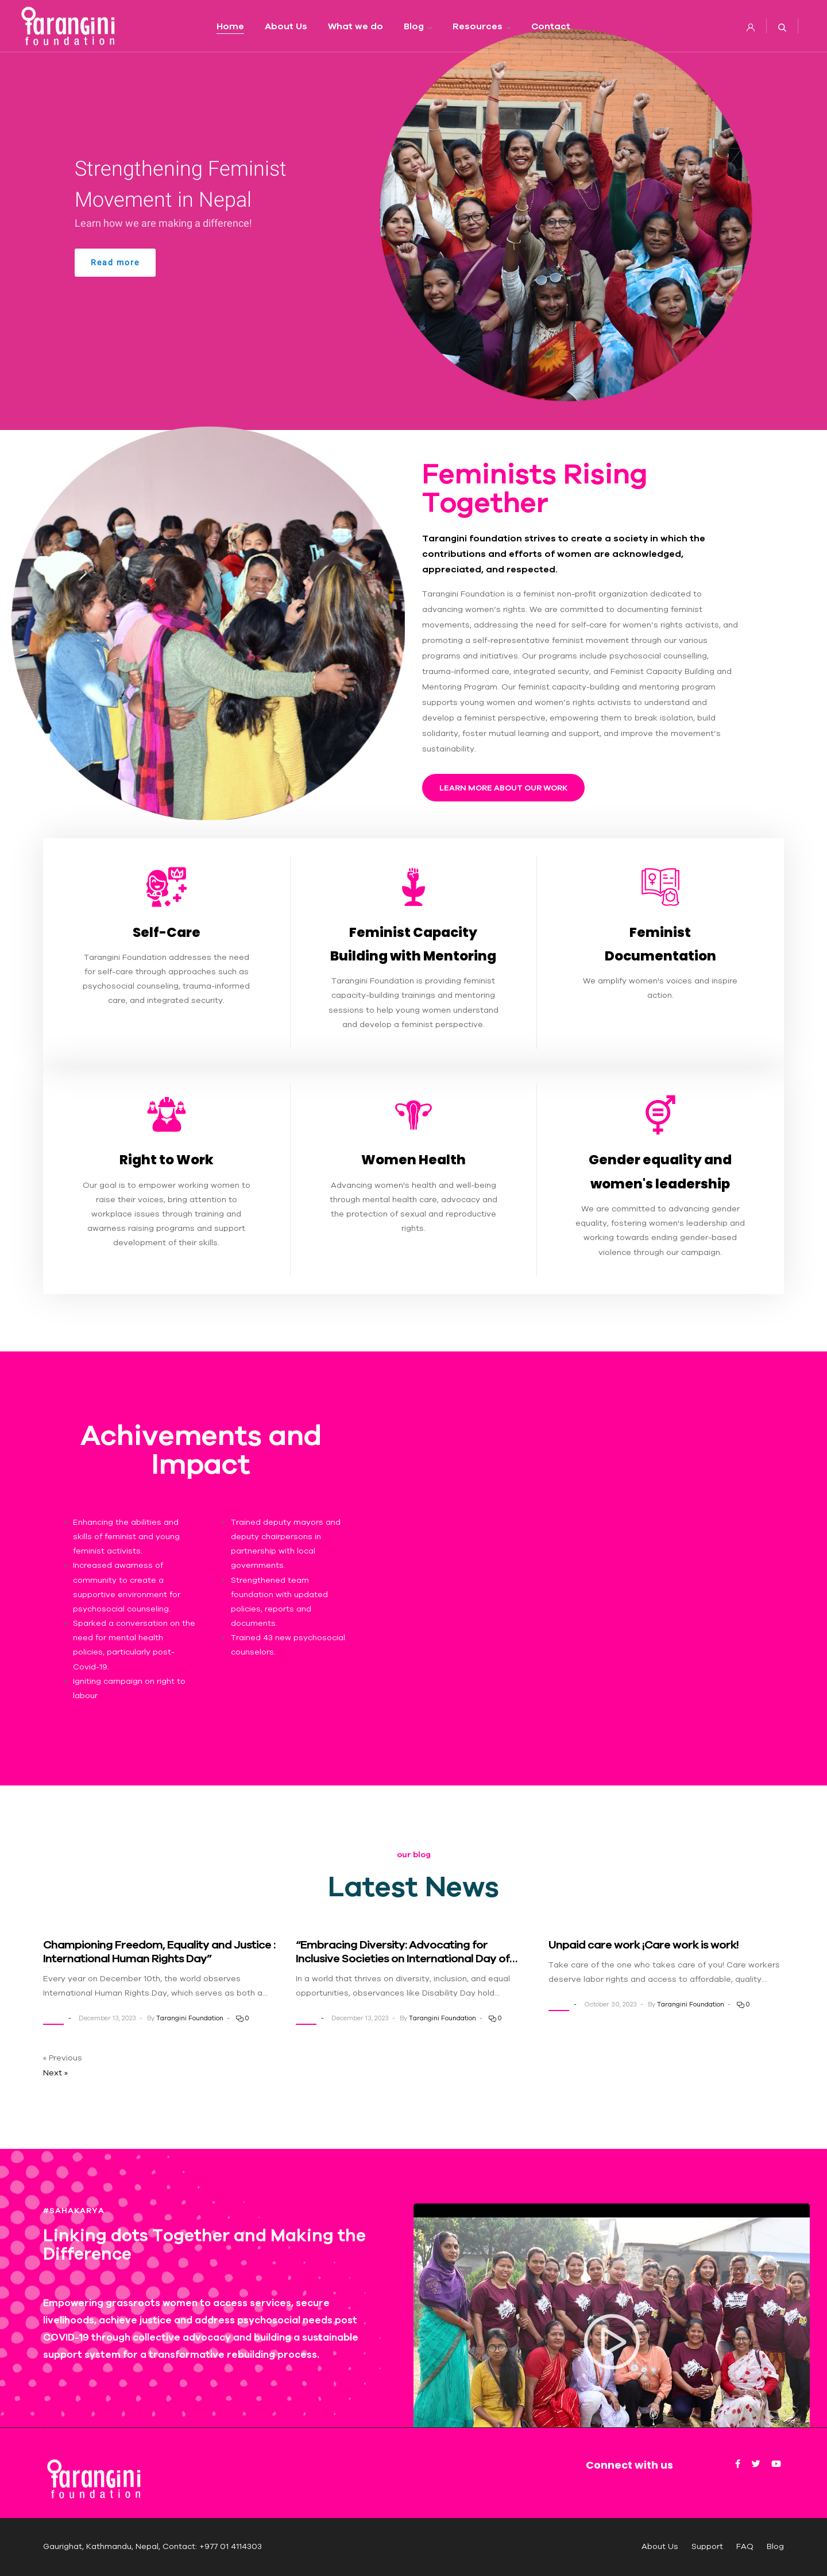 Tarangini
foundation
Home
About Us
What we do
Blog
Resources
Contact
Strengthening Feminist
Movement in Nepal
Learn how we are making a difference!
Read more
Feminists Rising
Together
Tarangini foundation strives to create a society in which the
contributions and efforts of women are acknowledged,
appreciated, and respected.
Tarangini Foundation is a feminist non-profit organization dedicated to
advancing women's rights. We are committed to documenting feminist
movements, addressing the need for self-care for women's rights activists, and
promoting a self-representative feminist movement through our various
programs and initiatives. Our programs include psychosocial counselling,
trauma-informed care, integrated security, and Feminist Capacity Building and
Mentoring Program. Our feminist capacity-building and mentoring program
supports young women and women's rights activists to understand and
develop a feminist perspective, empowering them to break isolation, build
solidarity, foster mutual learning and support, and improve the movement's
sustainability.
LEARN MORE ABOUT OUR WORK
Self-Care
Tarangini Foundation addresses the need
for self-care through approaches such as
psychosocial counseling, trauma-informed
care, and integrated security.
Feminist Capacity
Building with Mentoring
Tarangini Foundation is providing feminist
capacity-building trainings and mentoring
sessions to help young women understand
and develop a feminist perspective.
Feminist
Documentation
We amplify women's voices and inspire
action.
Right to Work
Our goal is to empower working women to
raise their voices, bring attention to
workplace issues through training and
awarness raising programs and support
development of their skills.
Women Health
Advancing women's health and well-being
through mental health care, advocacy and
the protection of sexual and reproductive
rights.
Gender equality and
women's leadership
We are committed to advancing gender
equality, fostering women's leadership and
working towards ending gender-based
violence through our campaign.
Achivements and
Impact
Enhancing the abilities and
skills of feminist and young
feminist activists.
Increased awarness of
community to create a
supportive environment for
psychosocial counseling.
Sparked a conversation on the
need for mental health
policies, particularly post-
Covid-19.
Igniting campaign on right to
labour
Trained deputy mayors and
deputy chairpersons in
partnership with local
governments.
Strengthened team
foundation with updated
policies, reports and
documents.
Trained 43 new psychosocial
counselors.
our blog
Latest News
Championing Freedom, Equality and Justice :
International Human Rights Day"
Every year on December 10th, the world observes
International Human Rights Day, which serves as both a...
- December 13, 2023 - By Tarangini Foundation - 0
"Embracing Diversity: Advocating for
Inclusive Societies on International Day of...
In a world that thrives on diversity, inclusion, and equal
opportunities, observances like Disability Day hold...
- December 13, 2023 - By Tarangini Foundation - 0
Unpaid care work ¡Care work is work!
Take care of the one who takes care of you! Care workers
deserve labor rights and access to affordable, quality...
- October 30, 2023 - By Tarangini Foundation - 0
« Previous
Next »
#SAHAKARYA
Linking dots Together and Making the
Difference
Empowering grassroots women to access services, secure
livelihoods, achieve justice and address psychosocial needs post
COVID-19 through collective advocacy and building a sustainable
support system for a transformative rebuilding process.
Tarangini
foundation
Connect with us
Gaurighat, Kathmandu, Nepal, Contact: +977 01 4114303
About Us
Support
FAQ
Blog